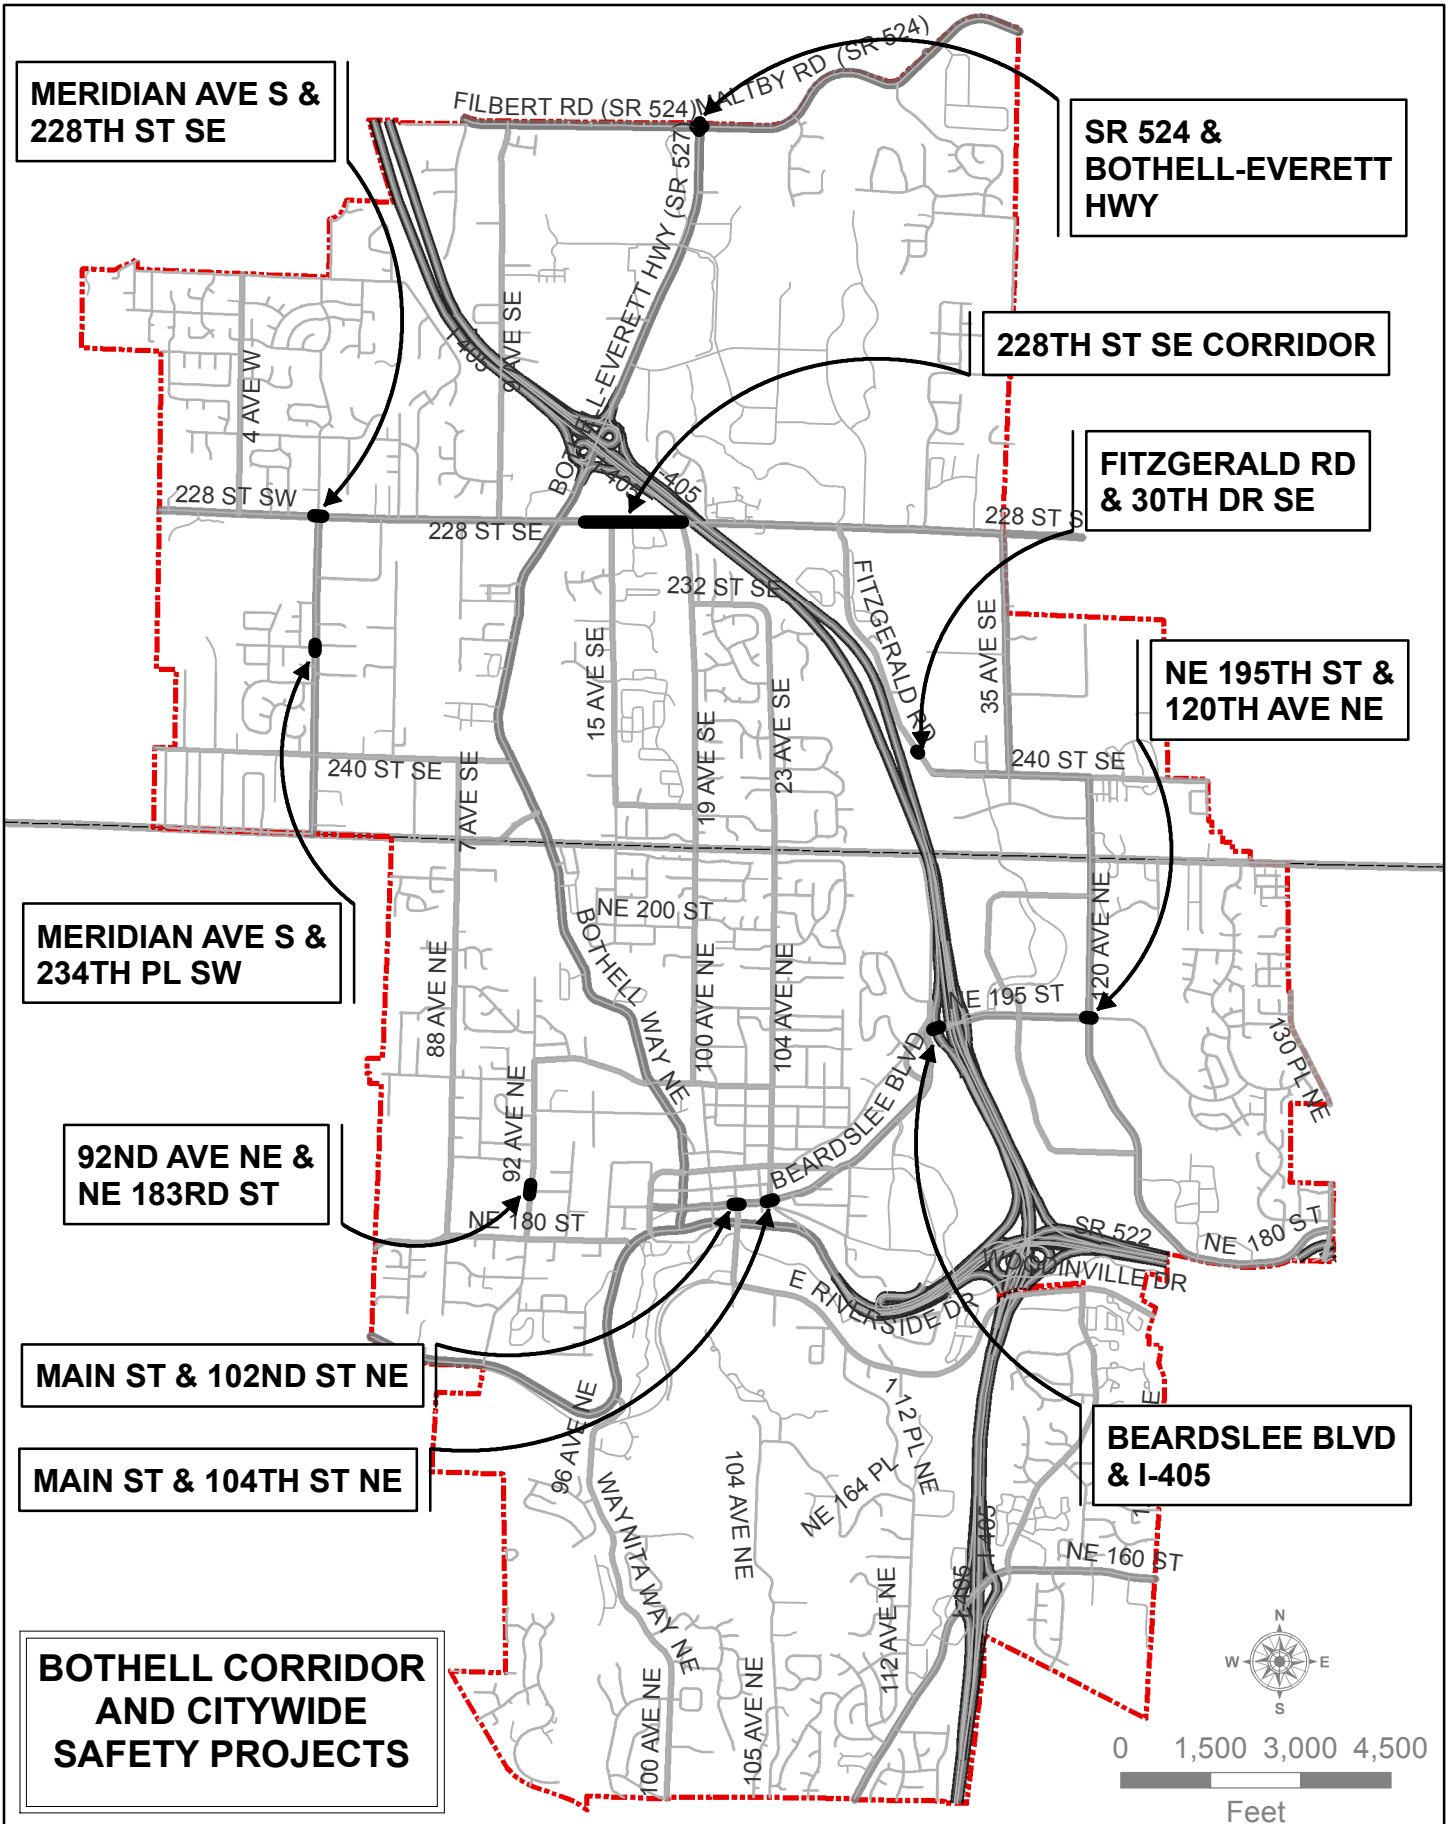 MERIDIAN AVE S &
228TH ST SE
FILBERT RD (SR 524)
MALTBY RD (SR 524)
SR 524 &
BOTHELL-EVERETT
HWY
BOTHELL-EVERETT HWY (SR 527)
9 AVE SE
I 405
4 AVE W
228TH ST SE CORRIDOR
FITZGERALD RD
& 30TH DR SE
228 ST SW
228 ST SE
405
-405
228 ST S
232 ST SE
FITZGERALD RD
15 AVE SE
19 AVE SE
23 AVE SE
35 AVE SE
NE 195TH ST &
120TH AVE NE
240 ST SE
240 ST SE
7 AVE SE
MERIDIAN AVE S &
234TH PL SW
NE 200 ST
BOTHELL WAY NE
88 AVE NE
100 AVE NE
104 AVE NE
120 AVE NE
NE 195 ST
130 PL NE
BEARDSLEE BLVD
92 AVE NE
92ND AVE NE &
NE 183RD ST
NE 180 ST
SR 522
NE 180 ST
WOODINVILLE DR
E RIVERSIDE DR
MAIN ST & 102ND ST NE
MAIN ST & 104TH ST NE
96 AVE NE
WAYNITA WAY NE
104 AVE NE
112 PL NE
NE 164 PL
BEARDSLEE BLVD
& I-405
I 405
I-405
NE 160 ST
112 AVE NE
100 AVE NE
105 AVE NE
BOTHELL CORRIDOR
AND CITYWIDE
SAFETY PROJECTS
N
W E
S
0 1,500 3,000 4,500
Feet